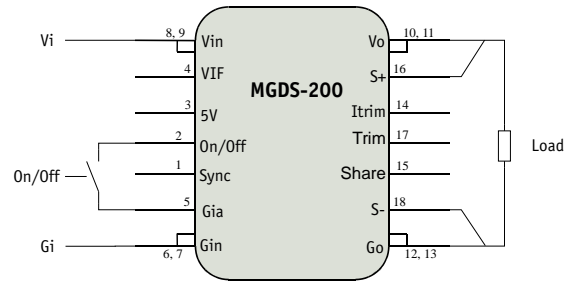 Vi 8, 9 Vin Vo 10, 11
4 VIF S+ 16
MGDS-200
3 5V Itrim 14
2 On/Off Trim 17
On/Off 1 Sync Share 15
Load
5 Gia S- 18
Gi 6, 7 Gin Go 12, 13